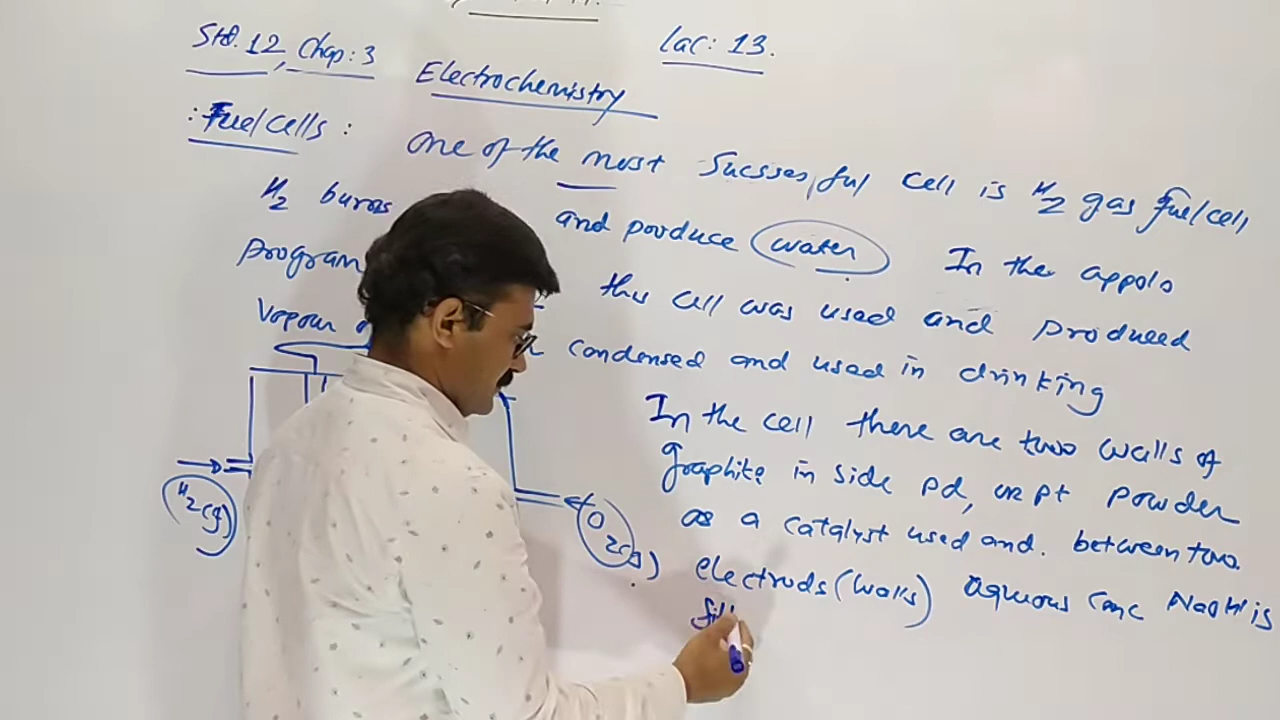 Std. 12, Chap: 3
Lac: 13.
Electrochemistry
: Fuel cells :
one of the most Sucssesful cell is H2 gas fuel cell
H2 burns and produce water In the appolo
program this cell was used and produced
Vapour condensed and used in drinking
In the cell there are two walls of
graphite in side pd, or pt powder
as a catalyst used and. between two
electrods (walls) aqueous conc NaOH is
H2(g)
O2(g)